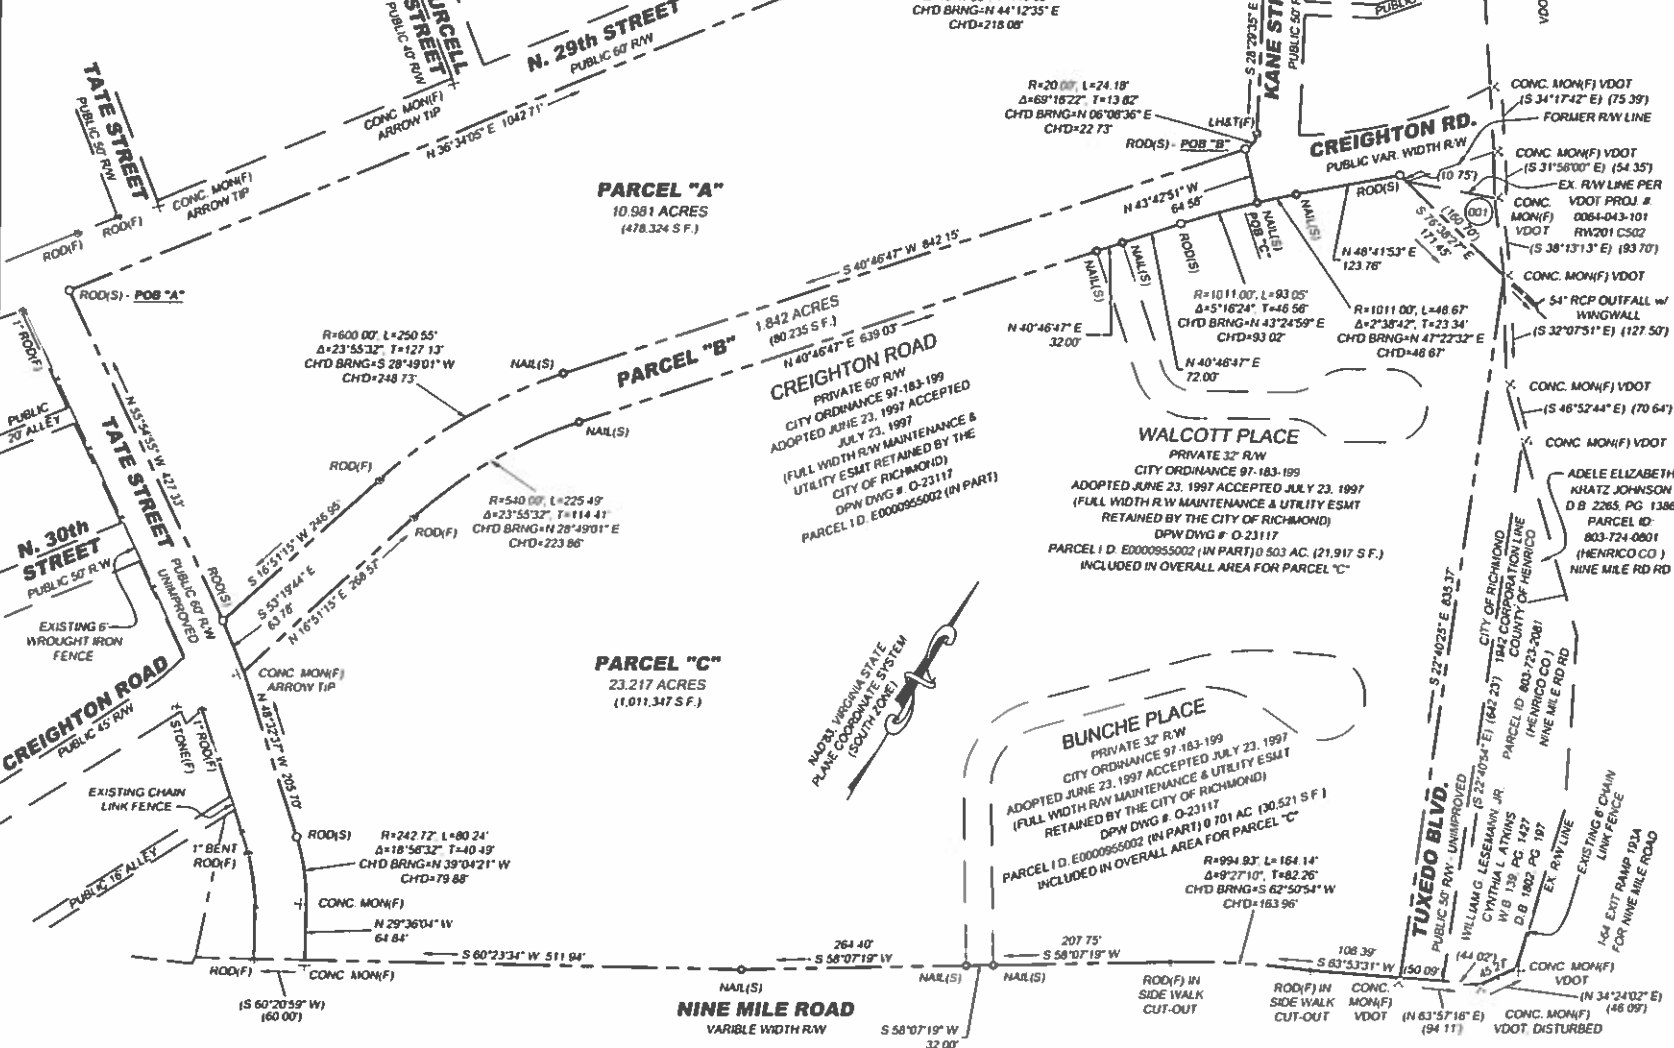 CH'D BRNG=N 44°12'35" E
CH'D=218.08'
TATE STREET
PUBLIC 50' R/W
PURCELL
STREET
PUBLIC 40' R/W
N. 29th STREET
PUBLIC 60' R/W
CONC. MON(F)
ARROW TIP
N 36°34'05" E 1042.71'
CONC. MON(F)
ARROW TIP
ROD(F)
ROD(F)
ROD(S) - POB "A"
1" ROD(F)
PARCEL "A"
10.981 ACRES
(478,324 S.F.)
S 28°29'35" E
PUBLIC 50'
R=20.00', L=24.18'
Δ=69°16'22", T=13.82'
CH'D BRNG=N 06°08'36" E
CH'D=22.73'
LH&T(F)
ROD(S) - POB "B"
N 43°42'51" W
64.58'
POB "C"
NAIL(S)
NAIL(S)
ROD(S)
NAIL(S)
NAIL(S)
CREIGHTON RD.
PUBLIC VAR. WIDTH R/W
ROD(S)
(10.75')
(160.70')
S 76°38'27" E
171.45'
001
N 48°41'53" E
123.76'
CONC. MON(F) VDOT
(S 34°17'42" E) (75.39')
FORMER R/W LINE
CONC. MON(F) VDOT
(S 31°56'00" E) (54.35')
EX. R/W LINE PER
VDOT PROJ. #.
0064-043-101
RW201 C502
CONC.
MON(F)
VDOT
(S 38°13'13" E) (93.70')
CONC. MON(F) VDOT
54" RCP OUTFALL w/
WINGWALL
(S 32°07'51" E) (127.50')
CONC. MON(F) VDOT
(S 46°52'44" E) (70.64')
CONC. MON(F) VDOT
ADELE ELIZABETH
KRATZ JOHNSON
D.B. 2265, PG. 1386
PARCEL ID:
803-724-0801
(HENRICO CO.)
NINE MILE RD RD
S 40°46'47" W 842.15'
R=1011.00', L=93.05'
Δ=5°16'24", T=46.56'
CH'D BRNG=N 43°24'59" E
CH'D=93.02'
R=1011.00', L=46.67'
Δ=2°38'42", T=23.34'
CH'D BRNG=N 47°22'32" E
CH'D=46.67'
N 40°46'47" E
32.00'
N 40°46'47" E
72.00'
R=600.00', L=250.55'
Δ=23°55'32", T=127.13'
CH'D BRNG=S 28°49'01" W
CH'D=248.73'
NAIL(S)
PARCEL "B"
1.842 ACRES
(80,235 S.F.)
N 40°46'47" E 639.03'
CREIGHTON ROAD
PRIVATE 60' R/W
CITY ORDINANCE 97-183-199
ADOPTED JUNE 23, 1997 ACCEPTED
JULY 23, 1997
(FULL WIDTH R/W MAINTENANCE &
UTILITY ESMT RETAINED BY THE
CITY OF RICHMOND)
DPW DWG #. O-23117
PARCEL I.D. E0000955002 (IN PART)
WALCOTT PLACE
PRIVATE 32' R/W
CITY ORDINANCE 97-183-199
ADOPTED JUNE 23, 1997 ACCEPTED JULY 23, 1997
(FULL WIDTH R/W MAINTENANCE & UTILITY ESMT
RETAINED BY THE CITY OF RICHMOND)
DPW DWG #: O-23117
PARCEL I.D. E0000955002 (IN PART) 0.503 AC. (21,917 S.F.)
INCLUDED IN OVERALL AREA FOR PARCEL "C"
PUBLIC
20' ALLEY
N 55°54'55" W 427.33'
TATE STREET
PUBLIC 60' R/W
UNIMPROVED
NAIL(S)
ROD(F)
R=540.00', L=225.49'
Δ=23°55'32", T=114.41'
CH'D BRNG=N 28°49'01" E
CH'D=223.86'
ROD(F)
N. 30th
STREET
PUBLIC 50' R/W
ROD(S)
S 16°51'15" W 246.95'
S 53°19'44" E
63.78'
N 16°51'15" E 268.57'
EXISTING 6'
WROUGHT IRON
FENCE
CONC. MON(F)
ARROW TIP
PARCEL "C"
23.217 ACRES
(1,011,347 S.F.)
NAD'83, VIRGINIA STATE
PLANE COORDINATE SYSTEM
(SOUTH ZONE)
CREIGHTON ROAD
PUBLIC 45' R/W
STONE(F)
1" ROD(F)
N 48°32'37" W 205.70'
EXISTING CHAIN
LINK FENCE
1" BENT
ROD(F)
PUBLIC 16' ALLEY
ROD(S)
R=242.72', L=80.24'
Δ=18°56'32", T=40.49'
CH'D BRNG=N 39°04'21" W
CH'D=79.88'
CONC. MON(F)
N 29°36'04" W
64.84'
BUNCHE PLACE
PRIVATE 32' R/W
CITY ORDINANCE 97-183-199
ADOPTED JUNE 23, 1997 ACCEPTED JULY 23, 1997
(FULL WIDTH R/W MAINTENANCE & UTILITY ESMT
RETAINED BY THE CITY OF RICHMOND)
DPW DWG #. O-23117
PARCEL I.D. E0000955002 (IN PART) 0.701 AC. (30,521 S.F.)
INCLUDED IN OVERALL AREA FOR PARCEL "C"
R=994.93', L=164.14'
Δ=9°27'10", T=82.26'
CH'D BRNG=S 62°50'54" W
CH'D=163.96'
S 22°40'25" E 835.37'
TUXEDO BLVD.
PUBLIC 50' R/W - UNIMPROVED
(S 22°40'54" E) (642.23')
CITY OF RICHMOND
1942 CORPORATION LINE
COUNTY OF HENRICO
WILLIAM G. LESEMANN, JR.
CYNTHIA L. ATKINS
W.B. 139, PG. 1427
D.B. 1802, PG. 197
PARCEL ID: 803-723-2081
(HENRICO CO.)
NINE MILE RD RD
EX. R/W LINE
EXISTING 6' CHAIN
LINK FENCE
I-64 EXIT RAMP 193A
FOR NINE MILE ROAD
ROD(F)
CONC. MON(F)
(S 60°20'59" W)
(60.00')
S 60°23'34" W 511.94'
264.40'
S 58°07'19" W
207.75'
S 58°07'19" W
108.39'
S 63°53'31" W
(50.09')
(44.02')
45.21'
NAIL(S)
NAIL(S)
NAIL(S)
S 58°07'19" W
32.00'
ROD(F) IN
SIDE WALK
CUT-OUT
ROD(F) IN
SIDE WALK
CUT-OUT
CONC.
MON(F)
VDOT
(N 63°57'16" E)
(94.11')
CONC. MON(F)
VDOT
(N 34°24'02" E)
(46.09')
CONC. MON(F)
VDOT, DISTURBED
NINE MILE ROAD
VARIABLE WIDTH R/W